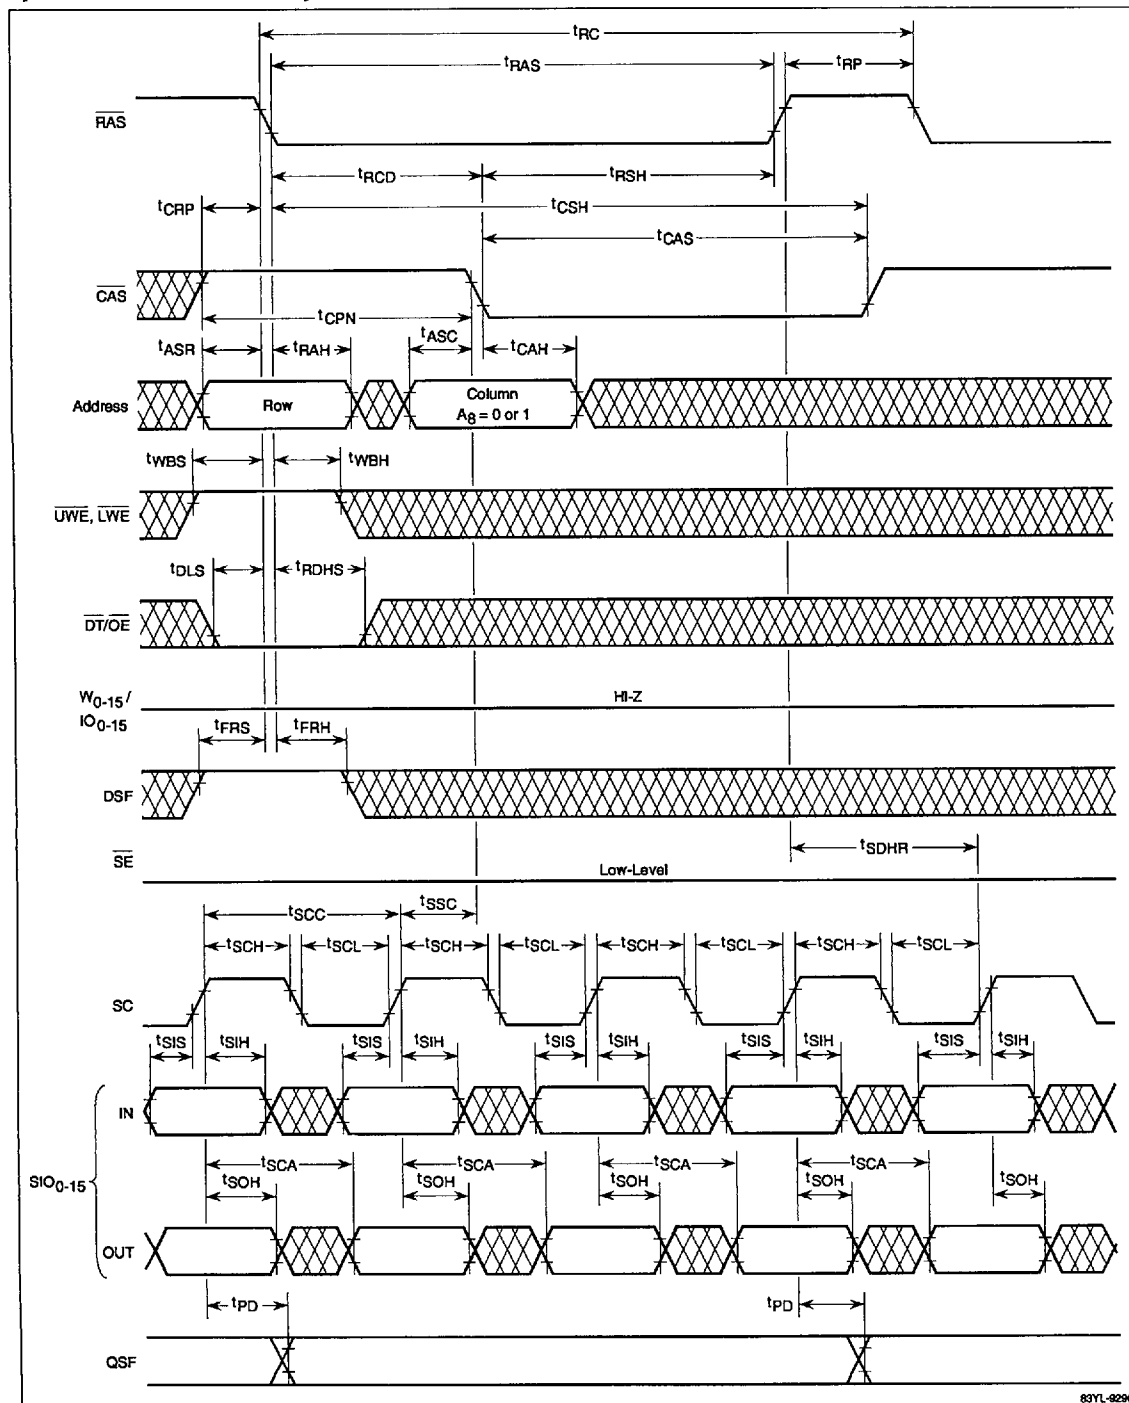 tRC
tRAS tRP
RAS
tRCD tRSH
tCRP tCSH
tCAS
CAS
tCPN
tASR tRAH tASC tCAH
Address Row Column
A8 = 0 or 1
tWBS tWBH
UWE, LWE
tDLS tRDHS
DT/OE
W0-15 / HI-Z
IO0-15
tFRS tFRH
DSF
tSDHR
SE
Low-Level
tSCC tSSC
tSCH tSCL tSCH tSCL tSCH tSCL tSCH tSCL
SC
tSIS tSIH tSIS tSIH tSIS tSIH tSIS tSIH tSIS tSIH
IN
tSCA tSCA tSCA tSCA
SIO0-15
tSOH tSOH tSOH tSOH tSOH
OUT
tPD tPD
QSF